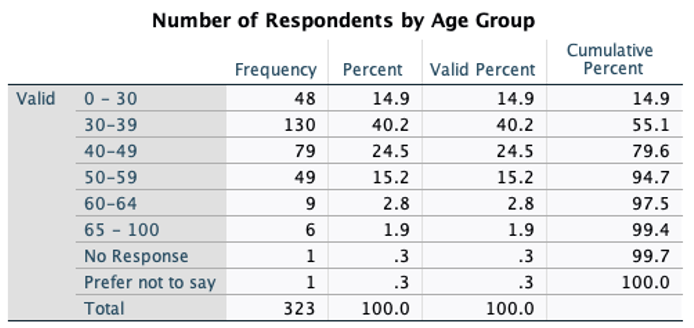 Number of Respondents by Age Group
Frequency Percent Valid Percent Cumulative Percent
Valid 0 - 30 48 14.9 14.9 14.9
30-39 130 40.2 40.2 55.1
40-49 79 24.5 24.5 79.6
50-59 49 15.2 15.2 94.7
60-64 9 2.8 2.8 97.5
65 - 100 6 1.9 1.9 99.4
No Response 1 .3 .3 99.7
Prefer not to say 1 .3 .3 100.0
Total 323 100.0 100.0